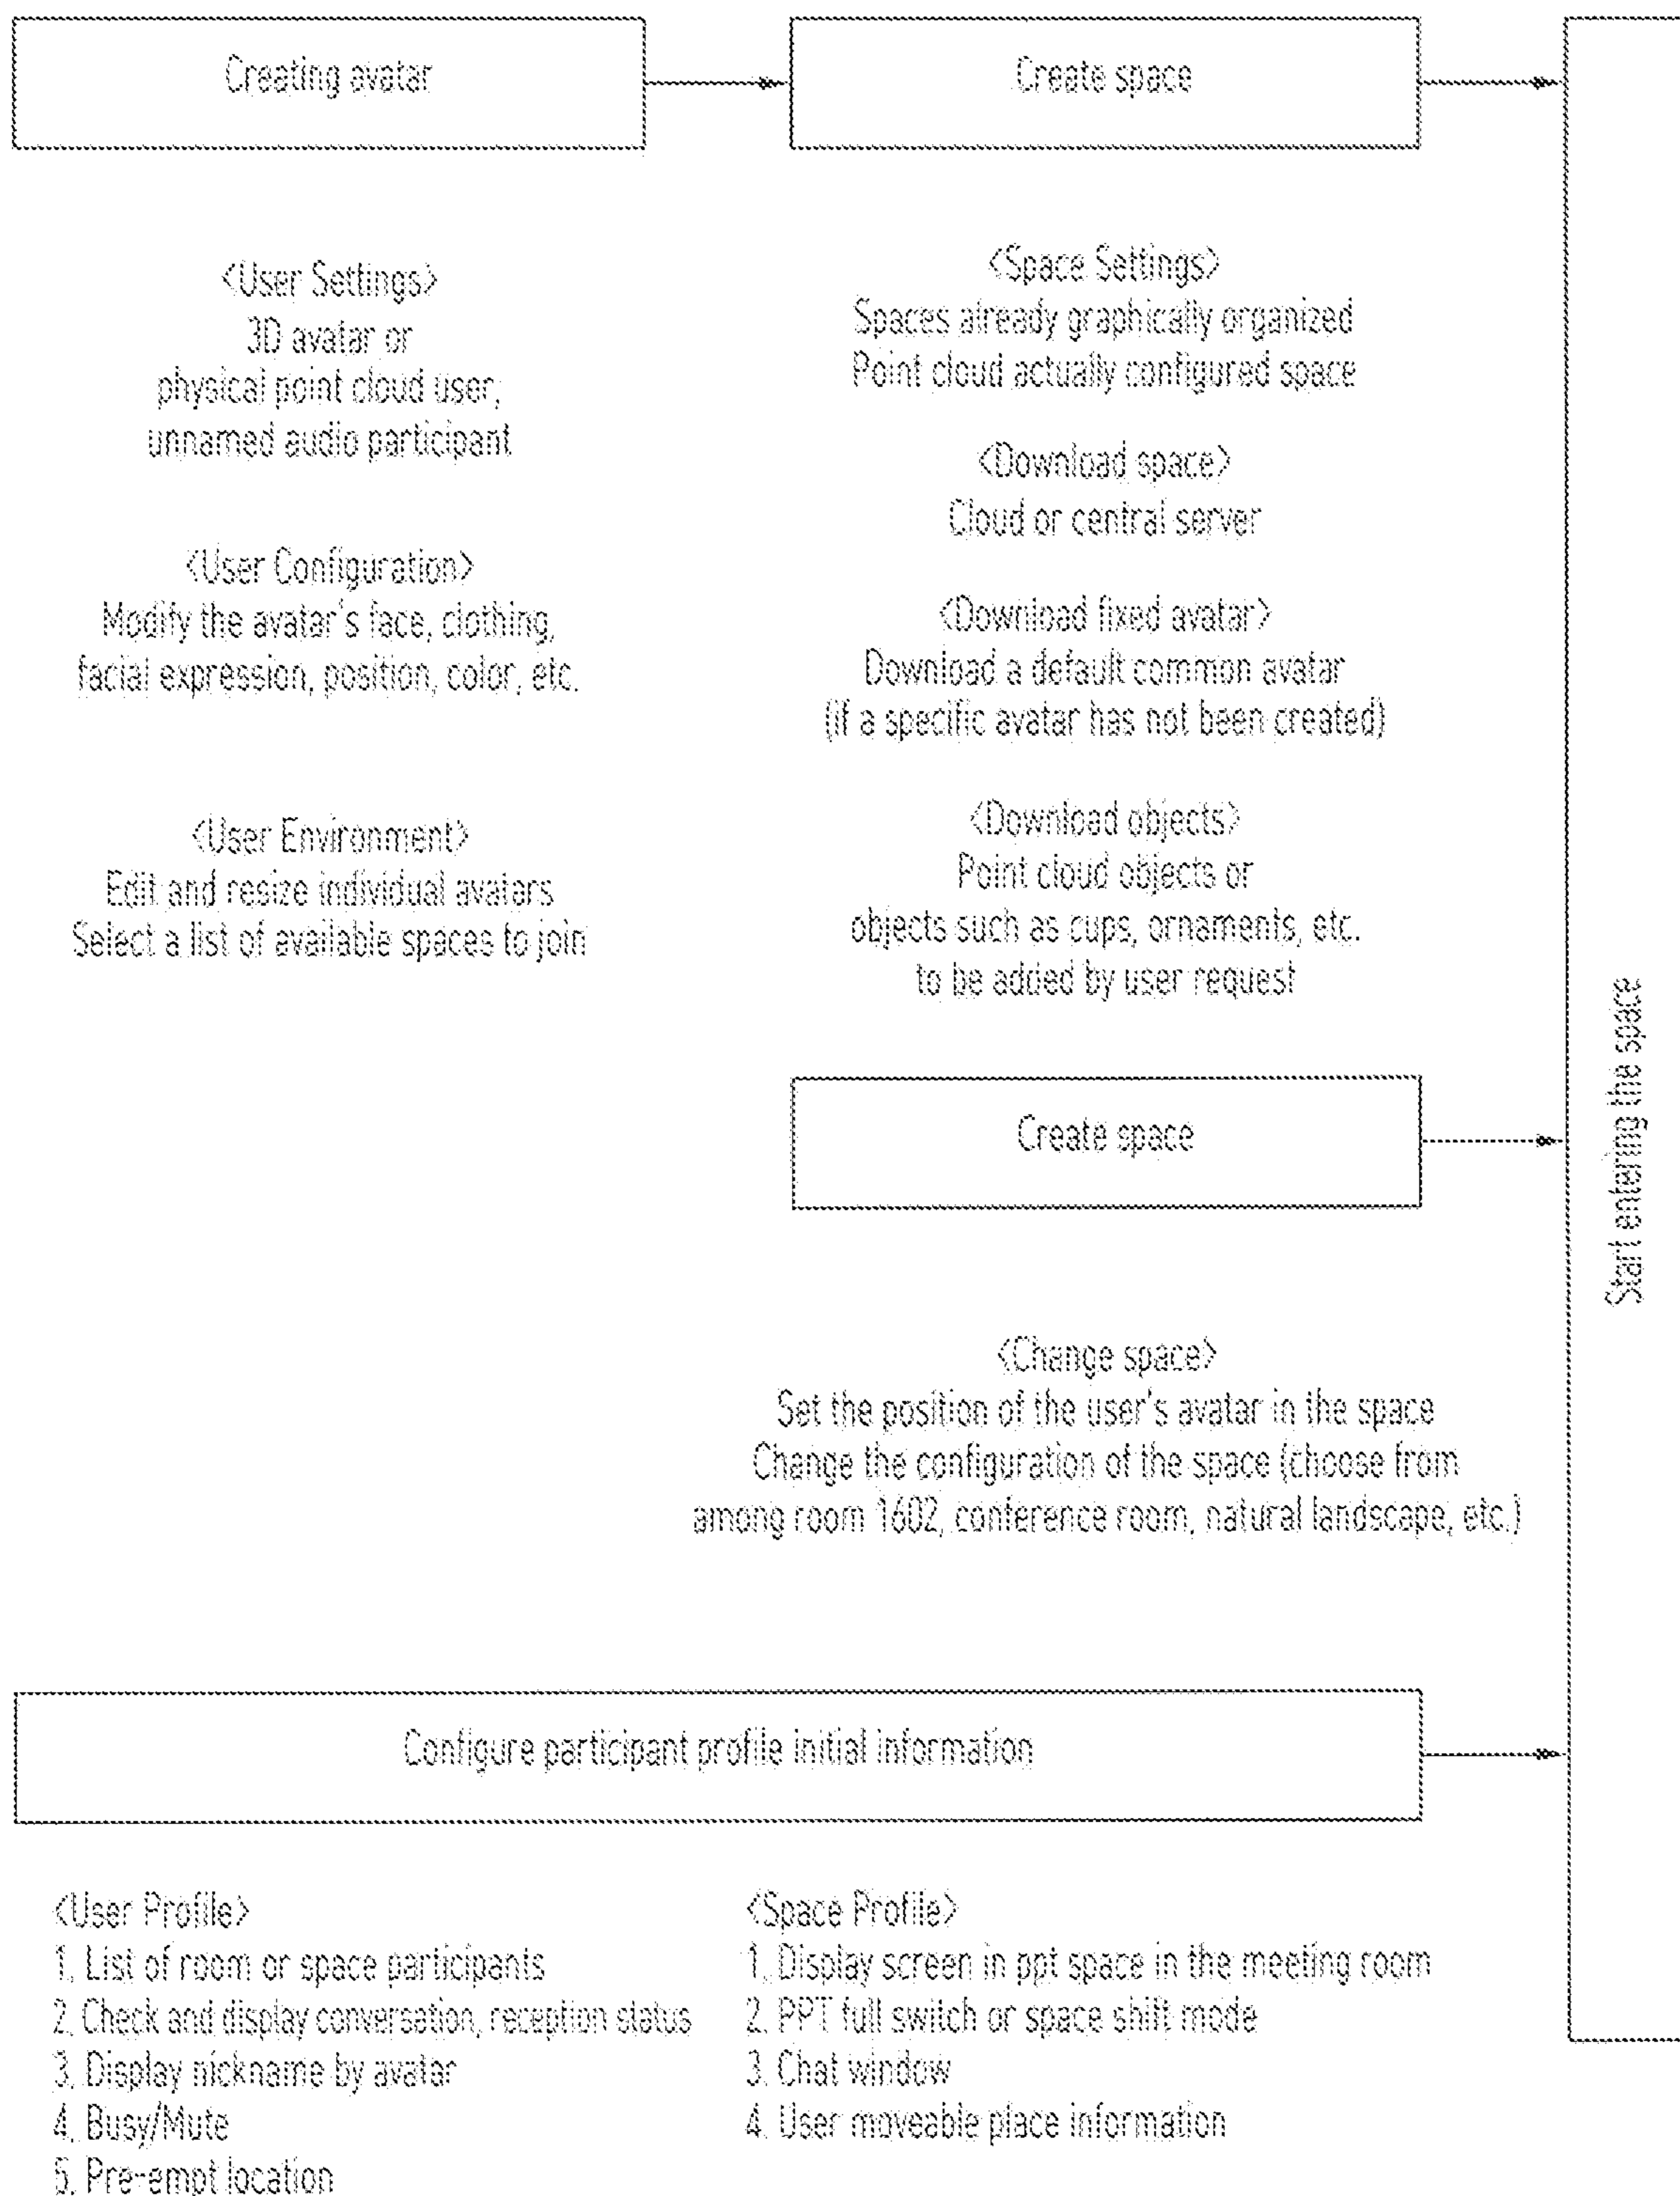 Creating avatar
<User Settings>
3D avatar or
physical point cloud user,
unnamed audio participant
<User Configuration>
Modify the avatar's face, clothing,
facial expression, position, color, etc.
<User Environment>
Edit and resize individual avatars
Select a list of available spaces to join
Create space
<Space Settings>
Spaces already graphically organized
Point cloud actually configured space
<Download space>
Cloud or central server
<Download fixed avatar>
Download a default common avatar
(if a specific avatar has not been created)
<Download objects>
Point cloud objects or
objects such as cups, ornaments, etc.
to be added by user request
Create space
<Change space>
Set the position of the user's avatar in the space
Change the configuration of the space (choose from
among room 1602, conference room, natural landscape, etc.)
Configure participant profile initial information
<User Profile>
1. List of room or space participants
2. Check and display conversation, reception status
3. Display nickname by avatar
4. Busy/Mute
5. Pre-empt location
<Space Profile>
1. Display screen in ppt space in the meeting room
2. PPT full switch or space shift mode
3. Chat window
4. User moveable place information
Start entering the space